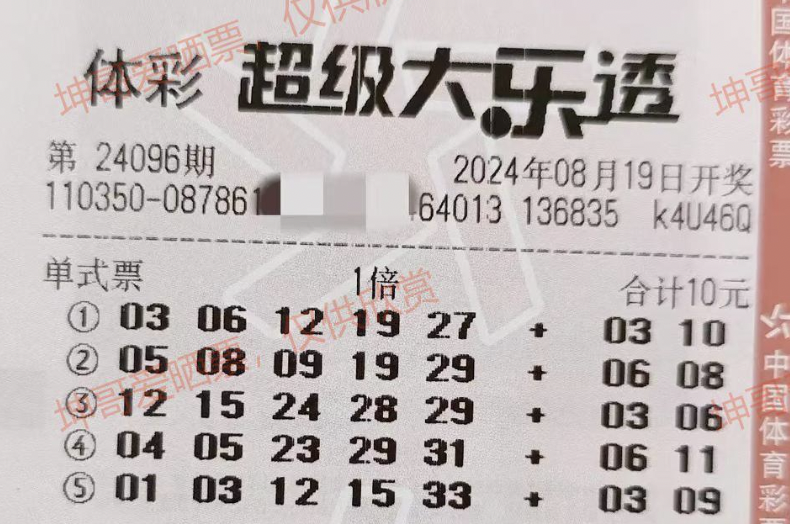 体彩 超级大乐透
第 24096期 2024年08月19日开奖
110350-087861 64013 136835 k4U46Q
单式票 1倍 合计10元
① 03 06 12 19 27 + 03 10
② 05 08 09 19 29 + 06 08
③ 12 15 24 28 29 + 03 06
④ 04 05 23 29 31 + 06 11
⑤ 01 03 12 15 33 + 03 09
坤哥爱晒票，仅供欣赏
坤哥爱晒票，仅供欣赏
坤哥
坤哥
国体育彩票
中国体育彩票